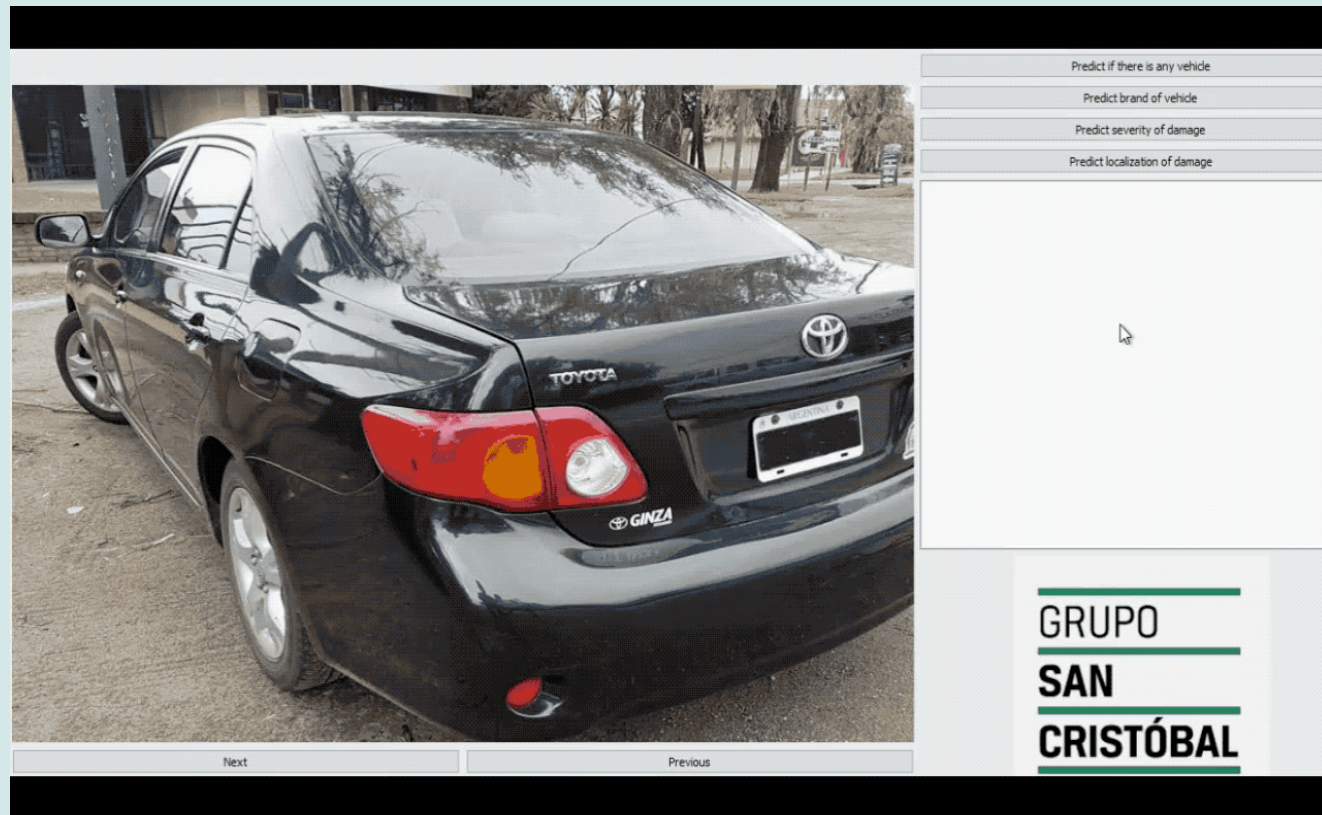 Predict if there is any vehicle
Predict brand of vehicle
Predict severity of damage
Predict localization of damage
TOYOTA
ARGENTINA
GINZA
Next
Previous
GRUPO
SAN
CRISTÓBAL